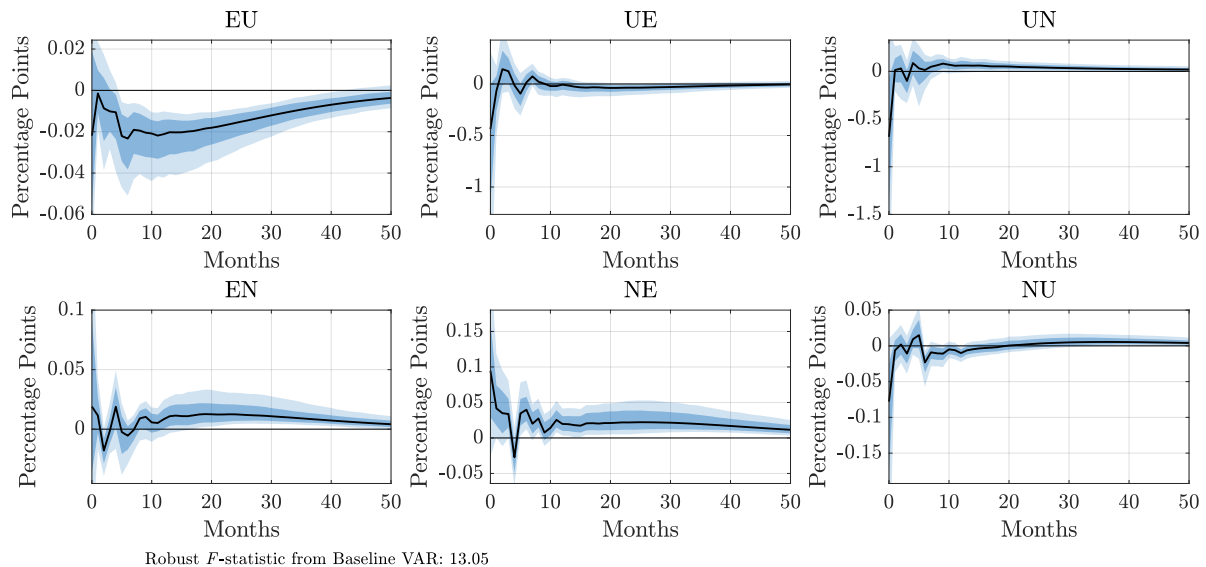 EU
UE
UN
Percentage Points
0.02
0
-0.02
-0.04
-0.06
0 10 20 30 40 50
Months
Percentage Points
0
-0.5
-1
0 10 20 30 40 50
Months
Percentage Points
0
-0.5
-1
-1.5
0 10 20 30 40 50
Months
EN
NE
NU
Percentage Points
0.1
0.05
0
0 10 20 30 40 50
Months
Percentage Points
0.15
0.1
0.05
0
-0.05
0 10 20 30 40 50
Months
Percentage Points
0.05
0
-0.05
-0.1
-0.15
0 10 20 30 40 50
Months
Robust F-statistic from Baseline VAR: 13.05